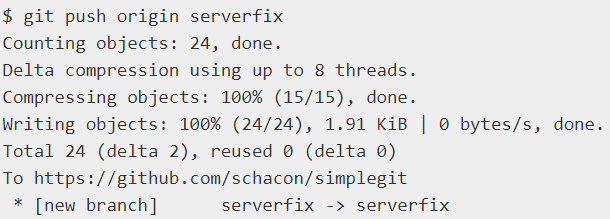 $ git push origin serverfix
Counting objects: 24, done.
Delta compression using up to 8 threads.
Compressing objects: 100% (15/15), done.
Writing objects: 100% (24/24), 1.91 KiB | 0 bytes/s, done.
Total 24 (delta 2), reused 0 (delta 0)
To https://github.com/schacon/simplegit
 * [new branch]      serverfix -> serverfix